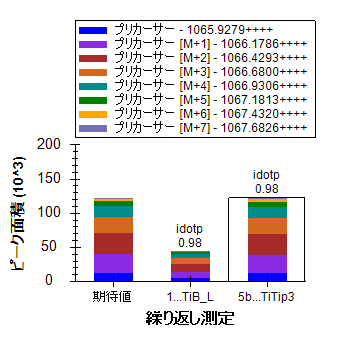 プリカーサー - 1065.9279++++
プリカーサー [M+1] - 1066.1786++++
プリカーサー [M+2] - 1066.4293++++
プリカーサー [M+3] - 1066.6800++++
プリカーサー [M+4] - 1066.9306++++
プリカーサー [M+5] - 1067.1813++++
プリカーサー [M+6] - 1067.4320++++
プリカーサー [M+7] - 1067.6826++++
ピーク面積 (10^3)
200
150
100
50
0
idotp
0.98
idotp
0.98
期待値
1...TiB_L
5b...TiTip3
繰り返し測定